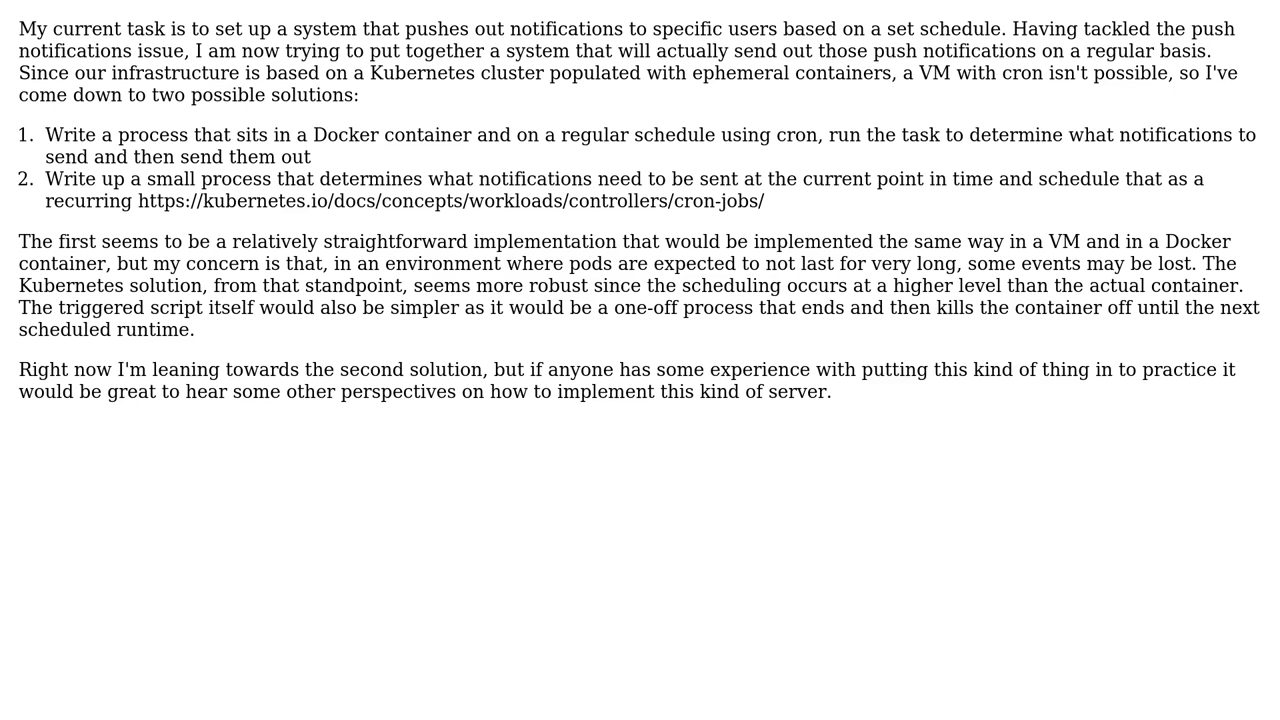 My current task is to set up a system that pushes out notifications to specific users based on a set schedule. Having tackled the push
notifications issue, I am now trying to put together a system that will actually send out those push notifications on a regular basis.
Since our infrastructure is based on a Kubernetes cluster populated with ephemeral containers, a VM with cron isn't possible, so I've
come down to two possible solutions:
1. Write a process that sits in a Docker container and on a regular schedule using cron, run the task to determine what notifications to
send and then send them out
2. Write up a small process that determines what notifications need to be sent at the current point in time and schedule that as a
recurring https://kubernetes.io/docs/concepts/workloads/controllers/cron-jobs/
The first seems to be a relatively straightforward implementation that would be implemented the same way in a VM and in a Docker
container, but my concern is that, in an environment where pods are expected to not last for very long, some events may be lost. The
Kubernetes solution, from that standpoint, seems more robust since the scheduling occurs at a higher level than the actual container.
The triggered script itself would also be simpler as it would be a one-off process that ends and then kills the container off until the next
scheduled runtime.
Right now I'm leaning towards the second solution, but if anyone has some experience with putting this kind of thing in to practice it
would be great to hear some other perspectives on how to implement this kind of server.